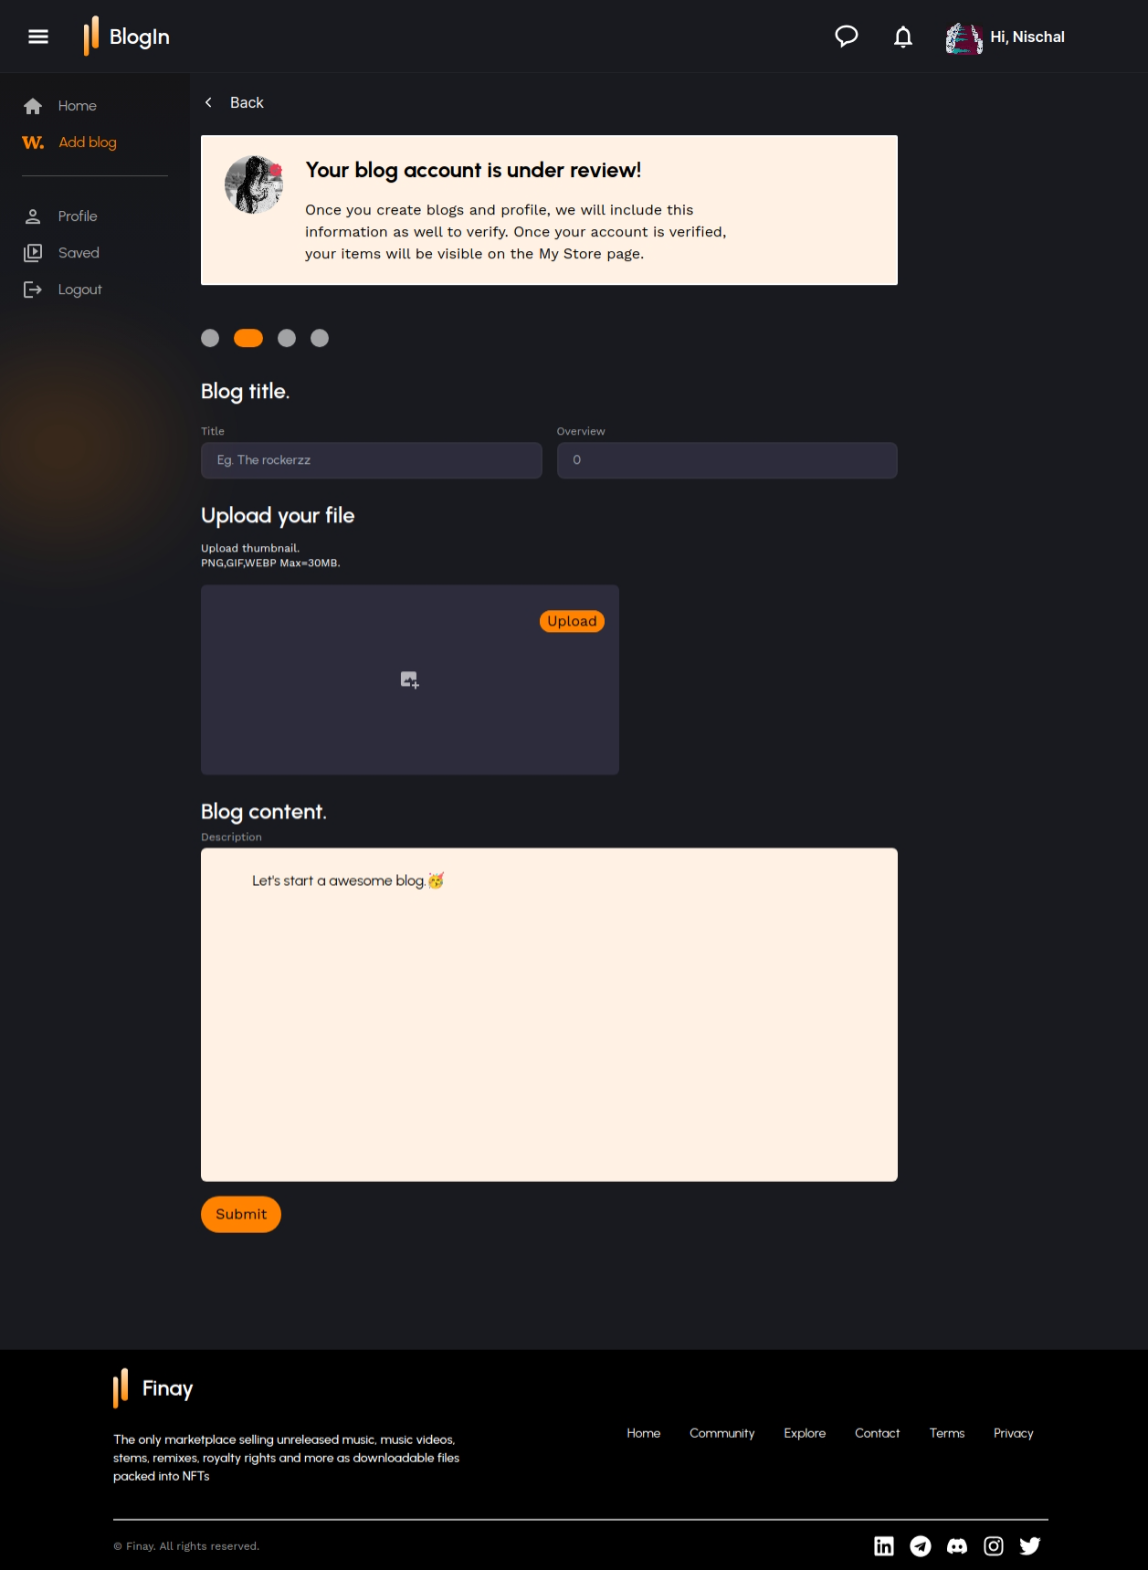 BlogIn
Hi, Nischal
Home
W. Add blog
Profile
Saved
Logout
Back
Your blog account is under review!
Once you create blogs and profile, we will include this
information as well to verify. Once your account is verified,
your items will be visible on the My Store page.
Blog title.
Title
Overview
Eg. The rockerzz
0
Upload your file
Upload thumbnail.
PNG,GIF,WEBP Max=30MB.
Upload
Blog content.
Description
Let's start a awesome blog.🥳
Submit
Finay
The only marketplace selling unreleased music, music videos,
stems, remixes, royalty rights and more as downloadable files
packed into NFTs
Home Community Explore Contact Terms Privacy
© Finay. All rights reserved.